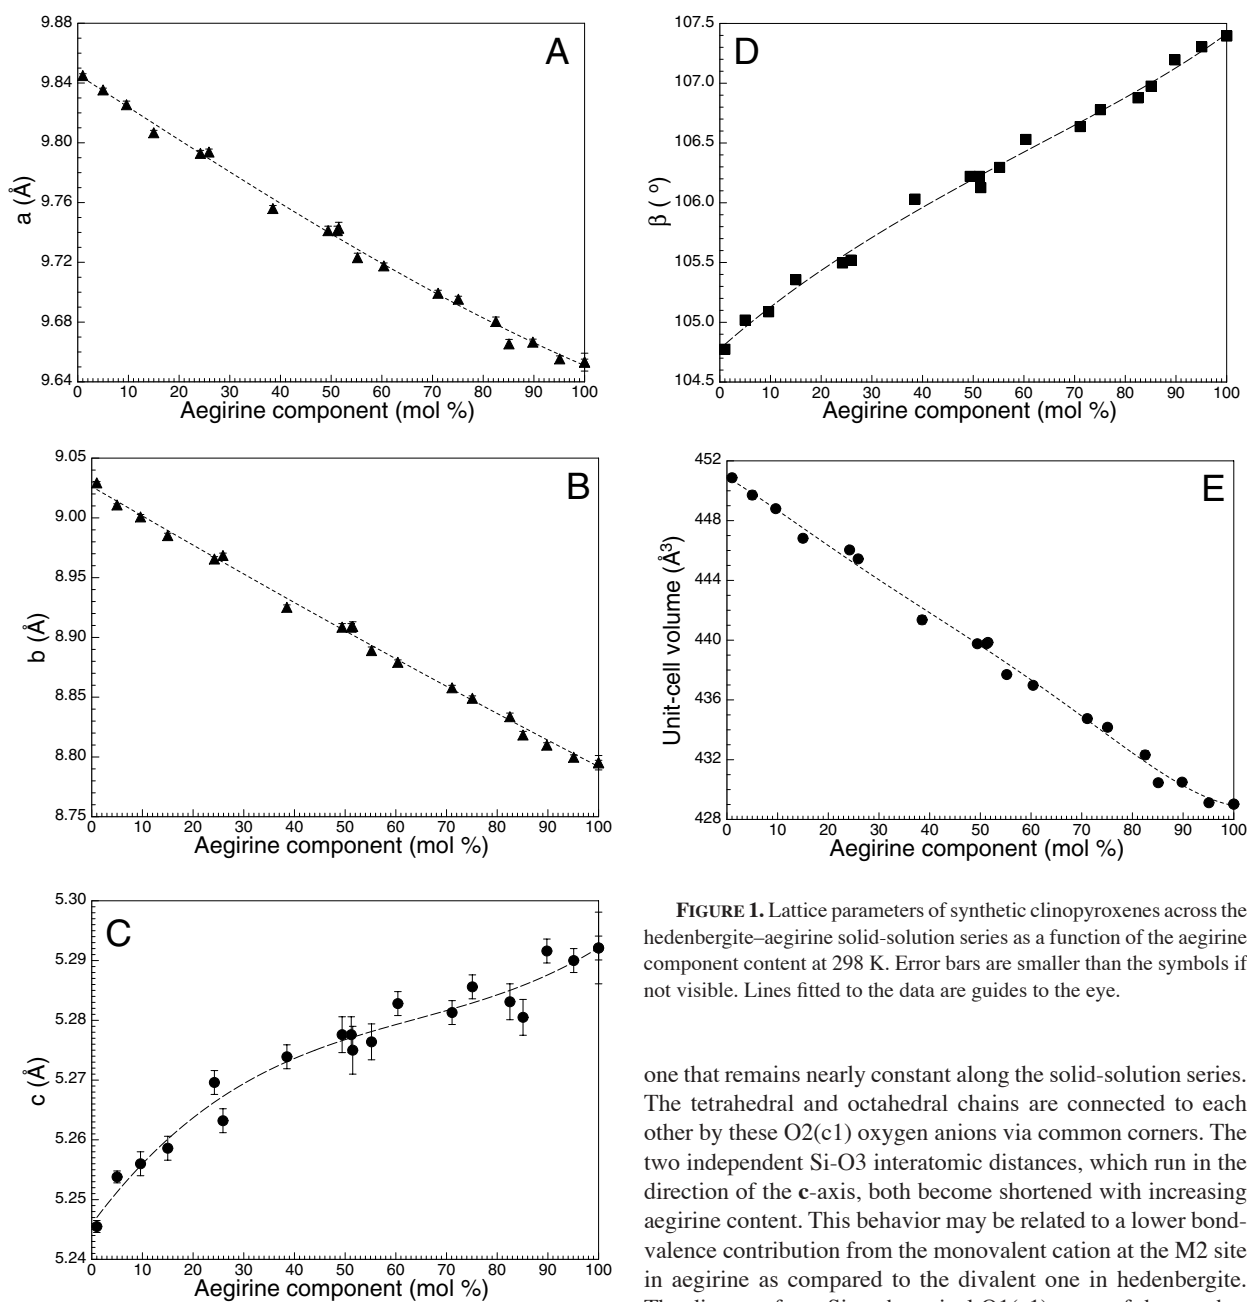 A
a (Å)
9.88
9.84
9.80
9.76
9.72
9.68
9.64
0 10 20 30 40 50 60 70 80 90 100
Aegirine component (mol %)
B
b (Å)
9.05
9.00
8.95
8.90
8.85
8.80
8.75
0 10 20 30 40 50 60 70 80 90 100
Aegirine component (mol %)
C
c (Å)
5.30
5.29
5.28
5.27
5.26
5.25
5.24
0 10 20 30 40 50 60 70 80 90 100
Aegirine component (mol %)
D
β ( °)
107.5
107.0
106.5
106.0
105.5
105.0
104.5
0 10 20 30 40 50 60 70 80 90 100
Aegirine component (mol %)
E
Unit-cell volume (Å³)
452
448
444
440
436
432
428
0 10 20 30 40 50 60 70 80 90 100
Aegirine component (mol %)
FIGURE 1. Lattice parameters of synthetic clinopyroxenes across the
hedenbergite–aegirine solid-solution series as a function of the aegirine
component content at 298 K. Error bars are smaller than the symbols if
not visible. Lines fitted to the data are guides to the eye.
one that remains nearly constant along the solid-solution series.
The tetrahedral and octahedral chains are connected to each
other by these O2(c1) oxygen anions via common corners. The
two independent Si-O3 interatomic distances, which run in the
direction of the c-axis, both become shortened with increasing
aegirine content. This behavior may be related to a lower bond-
valence contribution from the monovalent cation at the M2 site
in aegirine as compared to the divalent one in hedenbergite.